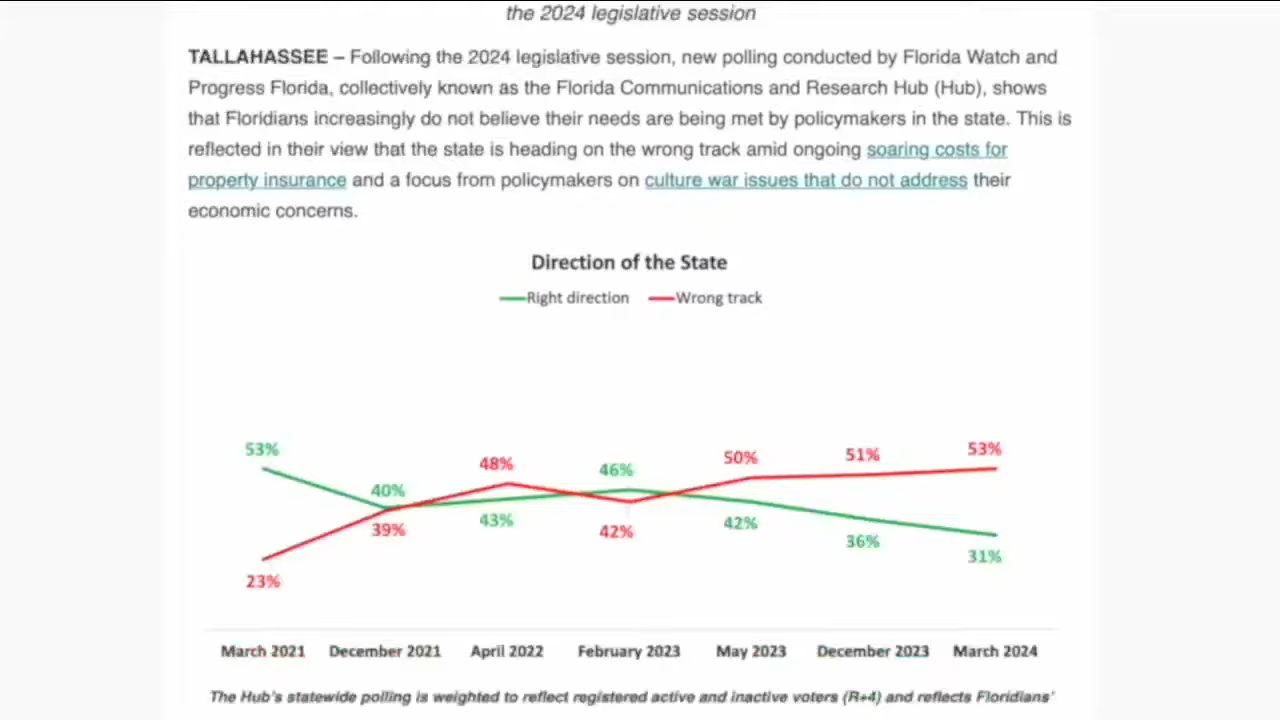 the 2024 legislative session
TALLAHASSEE – Following the 2024 legislative session, new polling conducted by Florida Watch and
Progress Florida, collectively known as the Florida Communications and Research Hub (Hub), shows
that Floridians increasingly do not believe their needs are being met by policymakers in the state. This is
reflected in their view that the state is heading on the wrong track amid ongoing soaring costs for
property insurance and a focus from policymakers on culture war issues that do not address their
economic concerns.
Direction of the State
Right direction Wrong track
53% 40% 48% 46% 50% 51% 53%
23% 39% 43% 42% 42% 36% 31%
March 2021 December 2021 April 2022 February 2023 May 2023 December 2023 March 2024
The Hub's statewide polling is weighted to reflect registered active and inactive voters (R+4) and reflects Floridians'